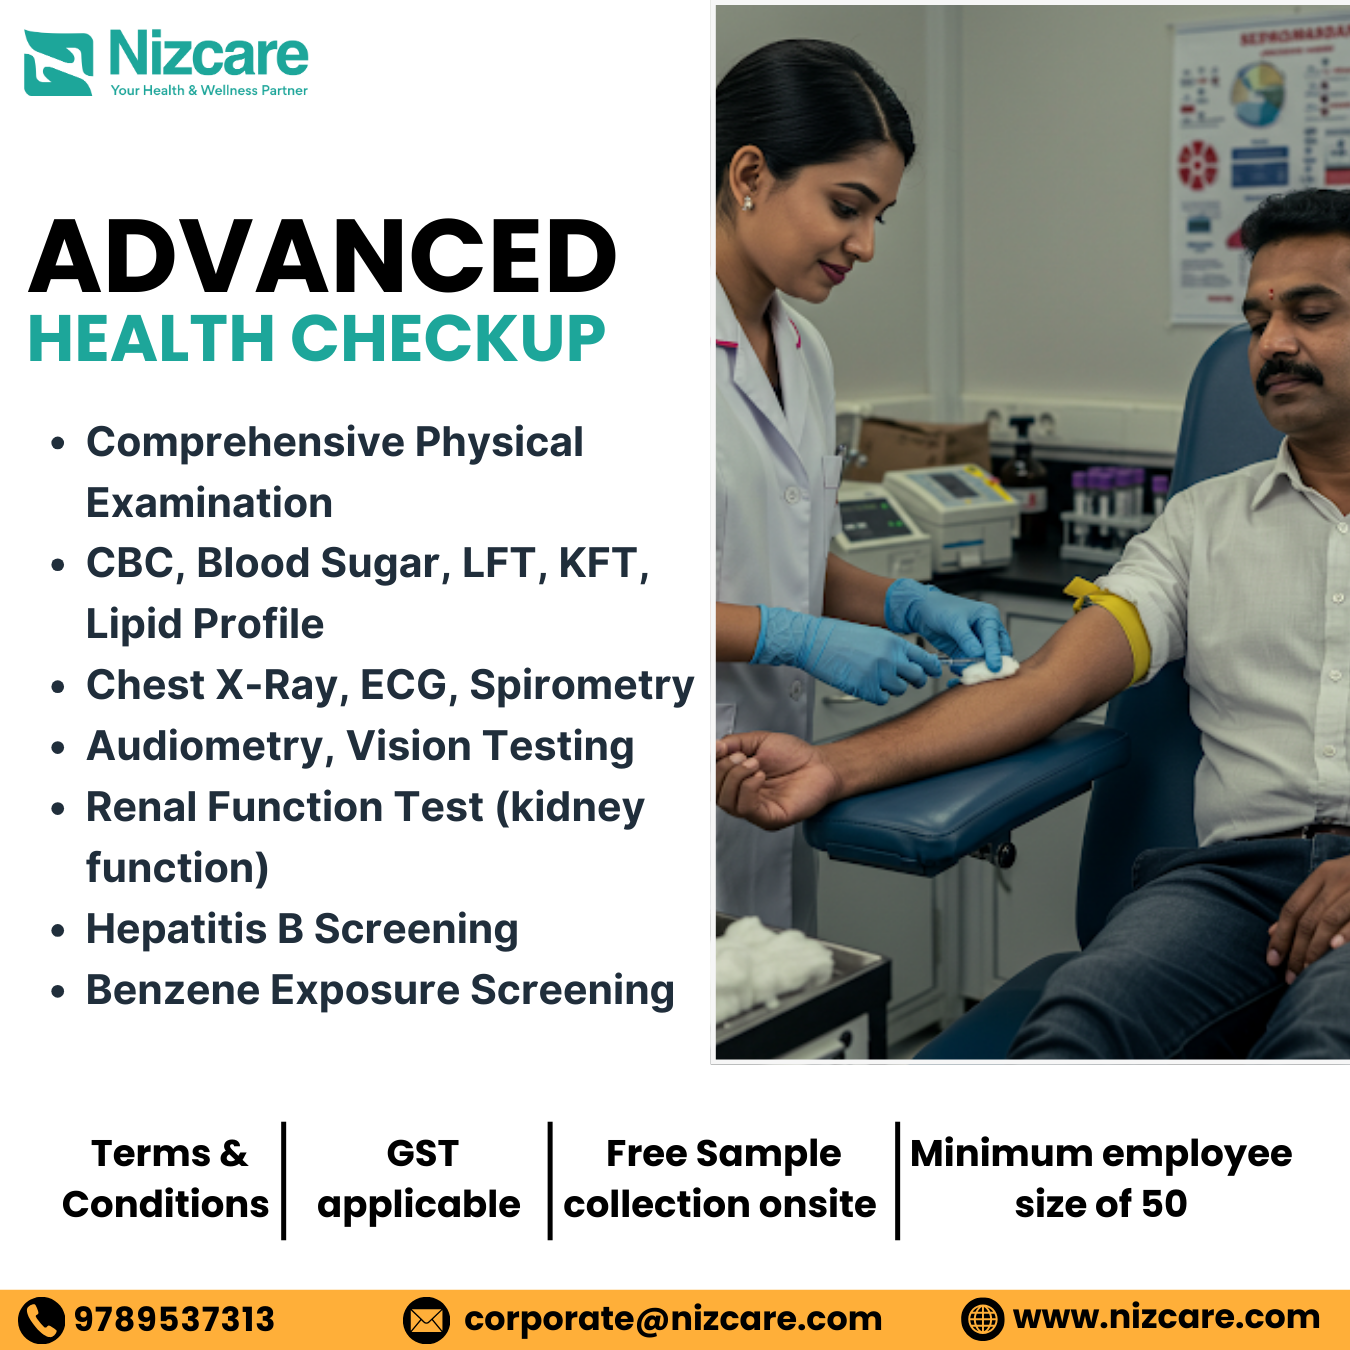 Nizcare
Your Health & Wellness Partner
ADVANCED
HEALTH CHECKUP
• Comprehensive Physical
Examination
• CBC, Blood Sugar, LFT, KFT,
Lipid Profile
• Chest X-Ray, ECG, Spirometry
• Audiometry, Vision Testing
• Renal Function Test (kidney
function)
• Hepatitis B Screening
• Benzene Exposure Screening
Terms &
Conditions
GST
applicable
Free Sample
collection onsite
Minimum employee
size of 50
9789537313
corporate@nizcare.com
www.nizcare.com